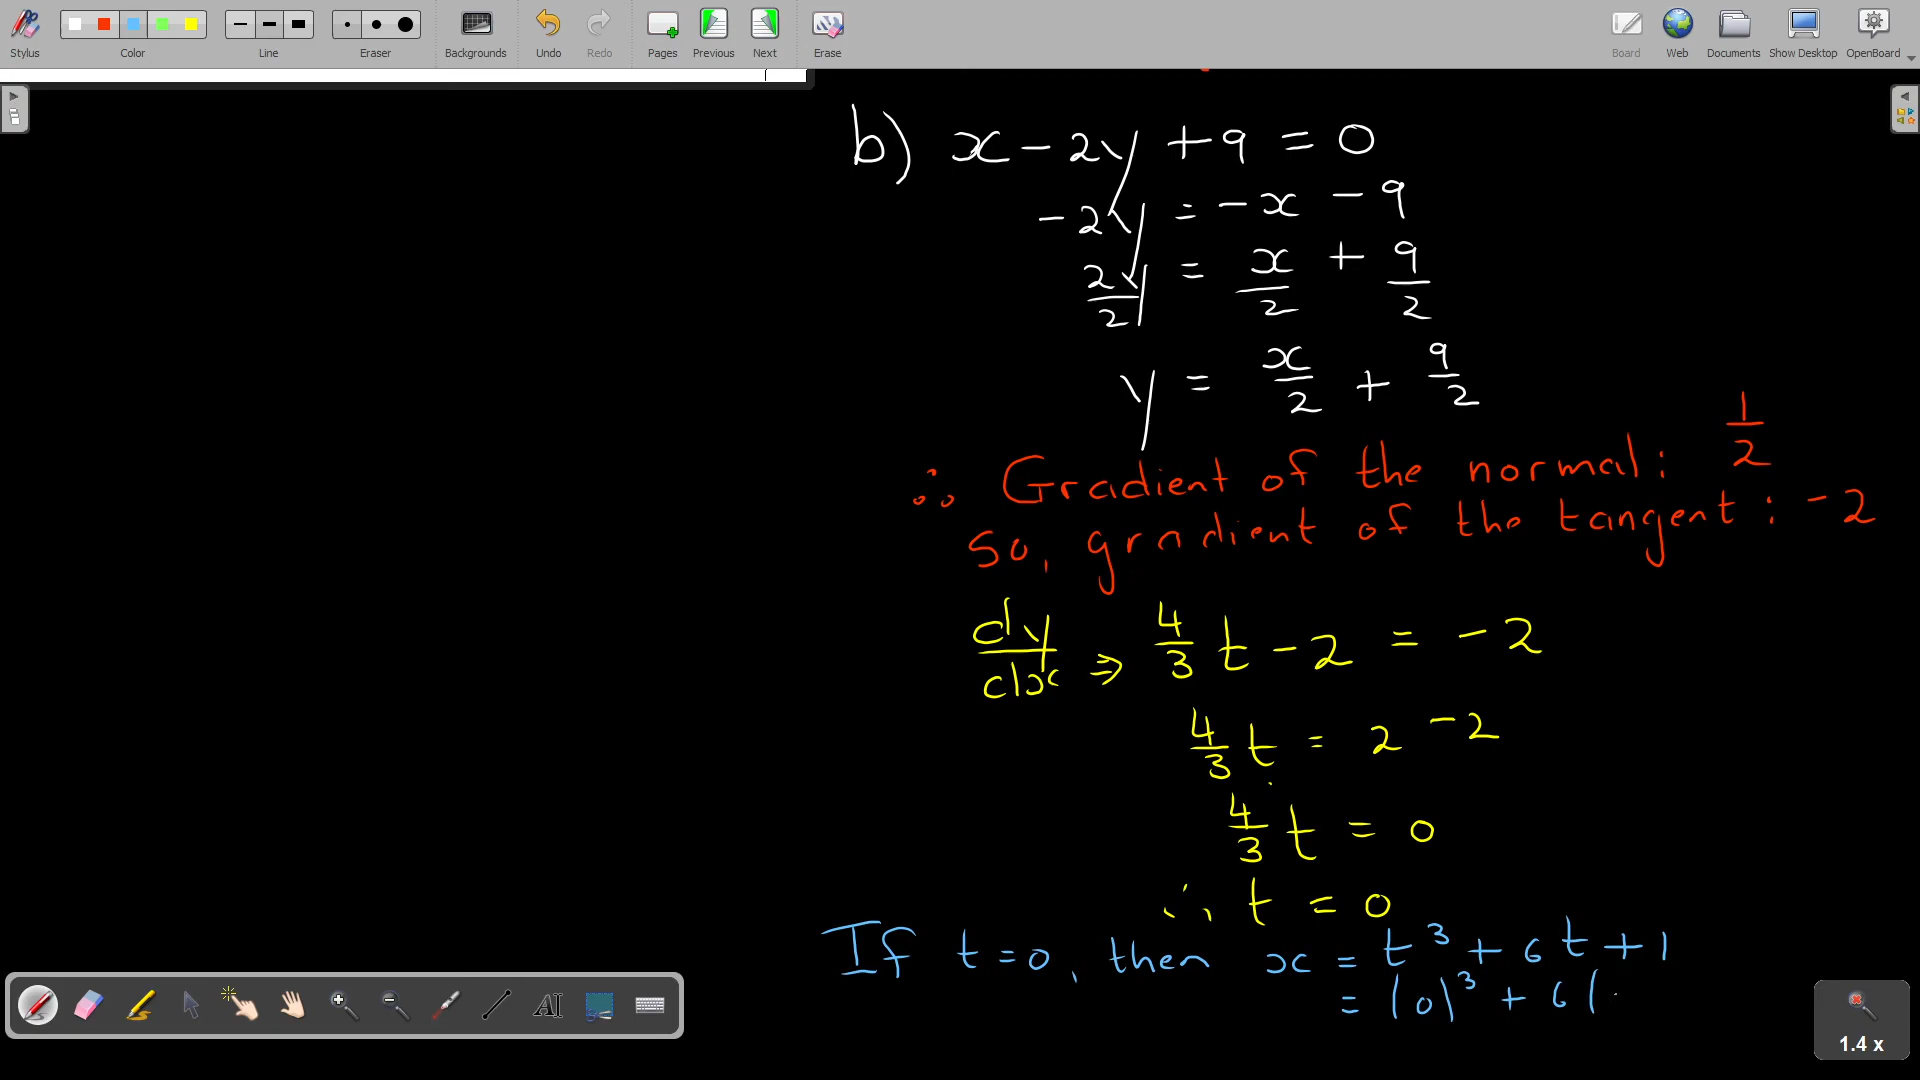 Stylus Color Line Eraser Backgrounds Undo Redo Pages Previous Next Erase Board Web Documents Show Desktop OpenBoard
b) x - 2y + 9 = 0
-2y = -x - 9
2y/2 = x/2 + 9/2
y = x/2 + 9/2
∴ Gradient of the normal: 1/2
So, gradient of the tangent: -2
dy/dx ⇒ 4/3 t - 2 = -2
4/3 t = 2 - 2
4/3 t = 0
∴ t = 0
If t = 0, then x = t³ + 6t + 1
= (0)³ + 6(
1.4 x